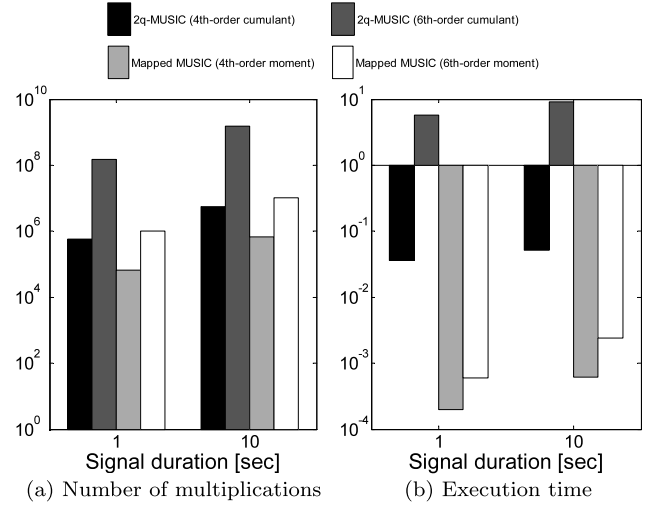 2q-MUSIC (4th-order cumulant) 2q-MUSIC (6th-order cumulant)
Mapped MUSIC (4th-order moment) Mapped MUSIC (6th-order moment)
10^10
10^8
10^6
10^4
10^2
10^0
1 10
Signal duration [sec]
(a) Number of multiplications
10^1
10^0
10^-1
10^-2
10^-3
10^-4
1 10
Signal duration [sec]
(b) Execution time